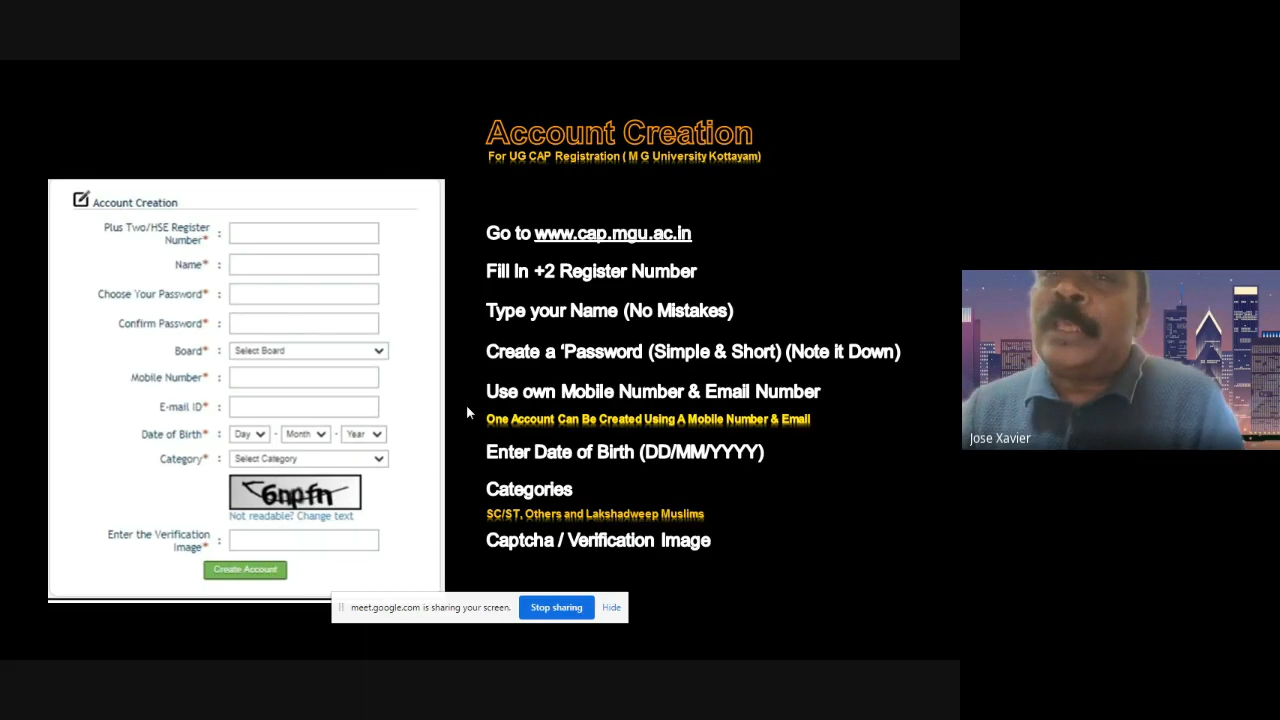 Account Creation
For UG CAP Registration ( M G University Kottayam)
Account Creation
Plus Two/HSE Register
Number* :
Name* :
Choose Your Password* :
Confirm Password* :
Board* : Select Board
Mobile Number* :
E-mail ID* :
Date of Birth* : Day - Month - Year
Category* : Select Category
Not readable? Change text
Enter the Verification
Image* :
Create Account
Go to www.cap.mgu.ac.in
Fill In +2 Register Number
Type your Name (No Mistakes)
Create a ‘Password (Simple & Short) (Note it Down)
Use own Mobile Number & Email Number
One Account Can Be Created Using A Mobile Number & Email
Enter Date of Birth (DD/MM/YYYY)
Categories
SC/ST, Others and Lakshadweep Muslims
Captcha / Verification Image
meet.google.com is sharing your screen. Stop sharing Hide
Jose Xavier